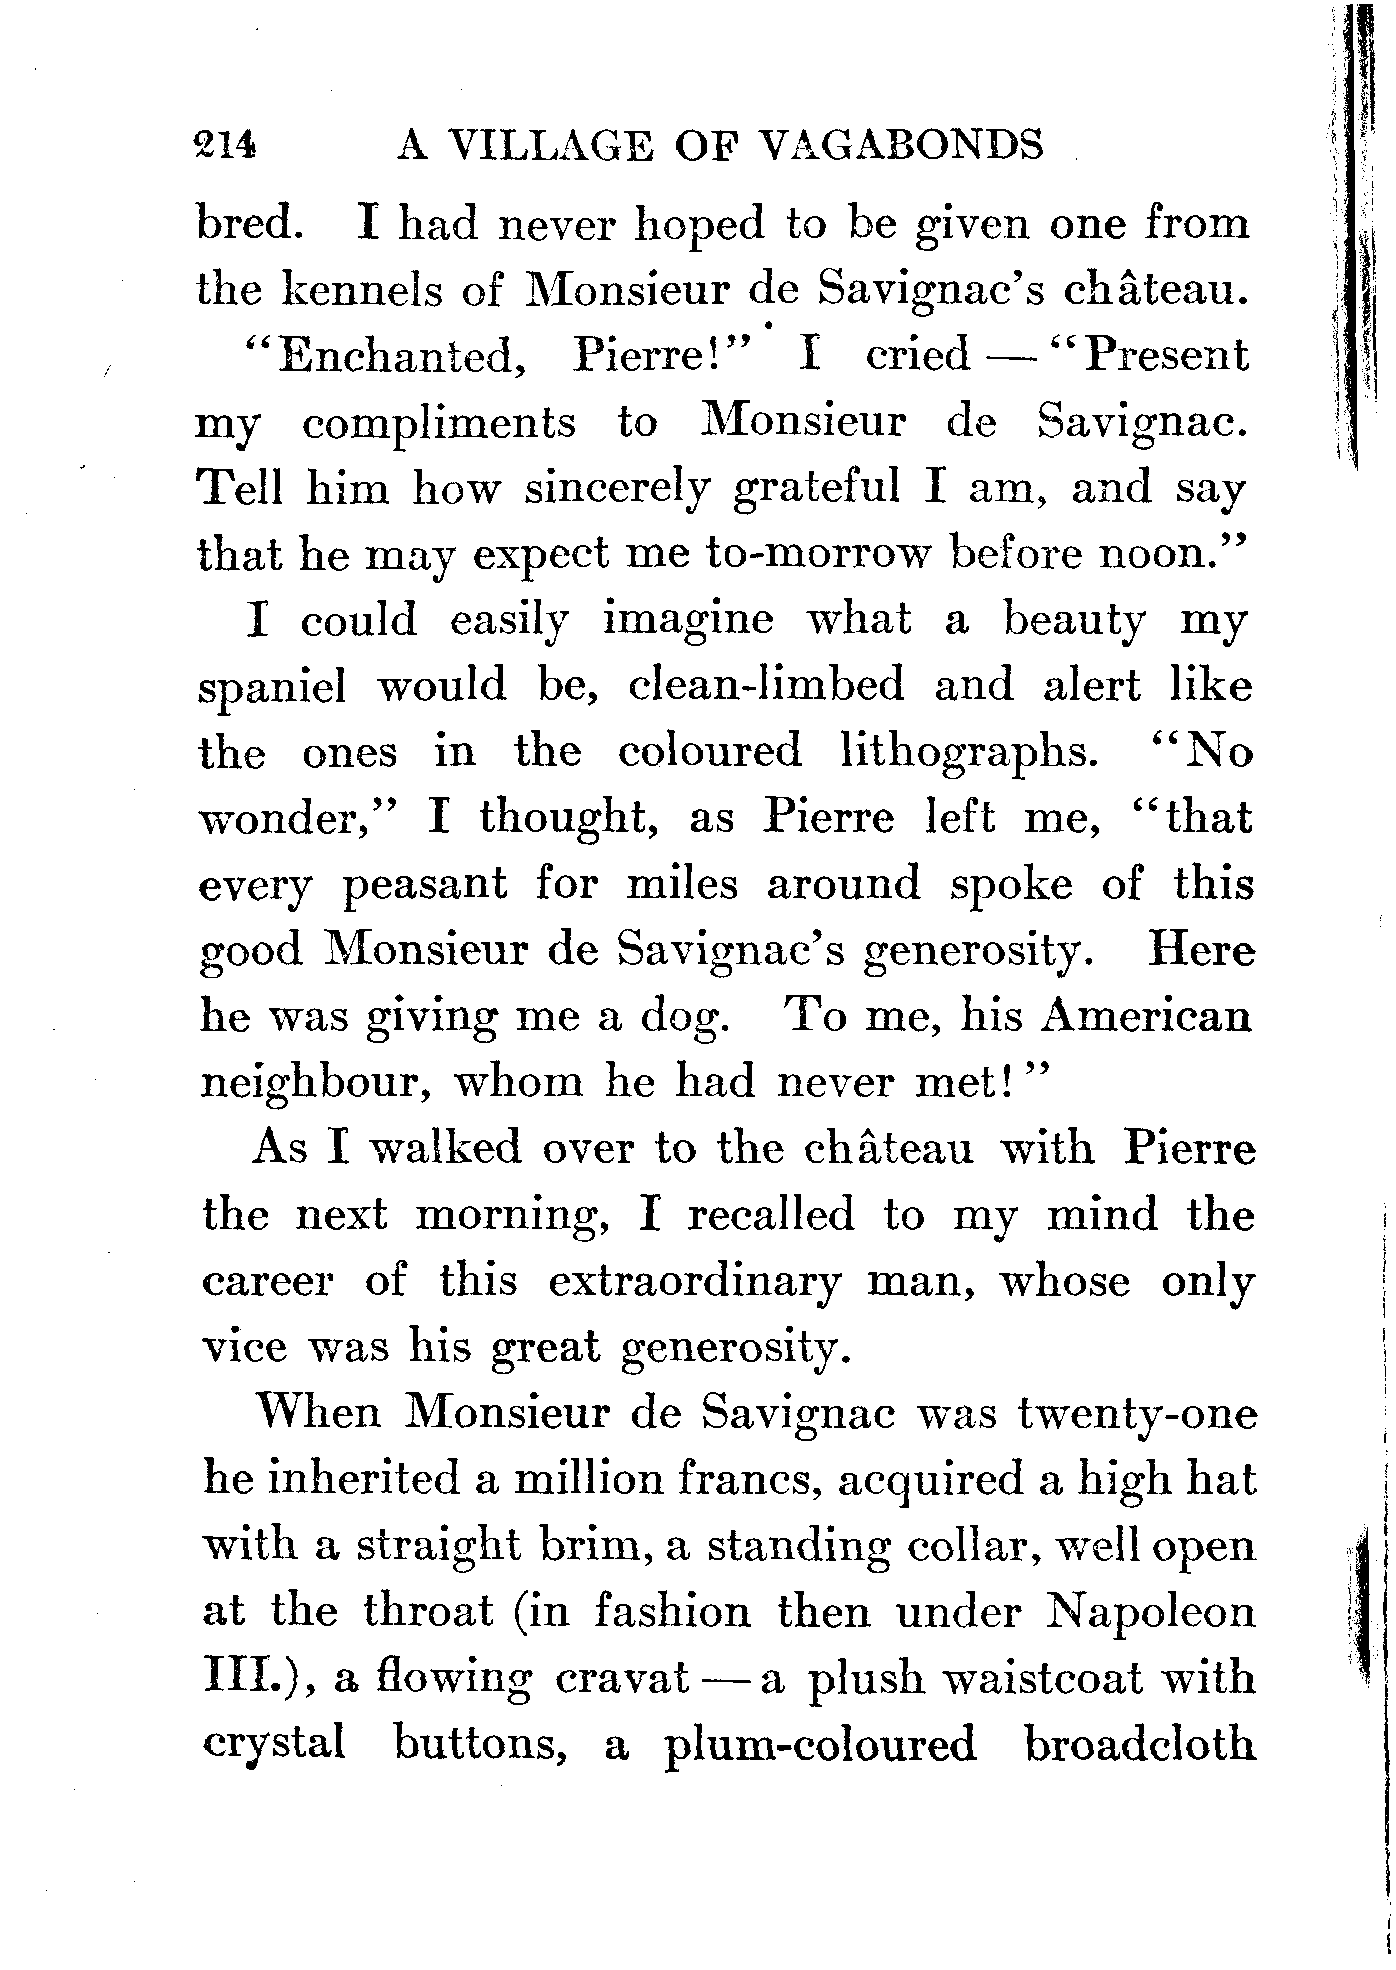 214 A VILLAGE OF VAGABONDS
bred. I had never hoped to be given one from
the kennels of Monsieur de Savignac's château.
“Enchanted, Pierre!” I cried — “Present
my compliments to Monsieur de Savignac.
Tell him how sincerely grateful I am, and say
that he may expect me to-morrow before noon.”
I could easily imagine what a beauty my
spaniel would be, clean-limbed and alert like
the ones in the coloured lithographs. “No
wonder,” I thought, as Pierre left me, “that
every peasant for miles around spoke of this
good Monsieur de Savignac's generosity. Here
he was giving me a dog. To me, his American
neighbour, whom he had never met!”
As I walked over to the château with Pierre
the next morning, I recalled to my mind the
career of this extraordinary man, whose only
vice was his great generosity.
When Monsieur de Savignac was twenty-one
he inherited a million francs, acquired a high hat
with a straight brim, a standing collar, well open
at the throat (in fashion then under Napoleon
III.), a flowing cravat — a plush waistcoat with
crystal buttons, a plum-coloured broadcloth